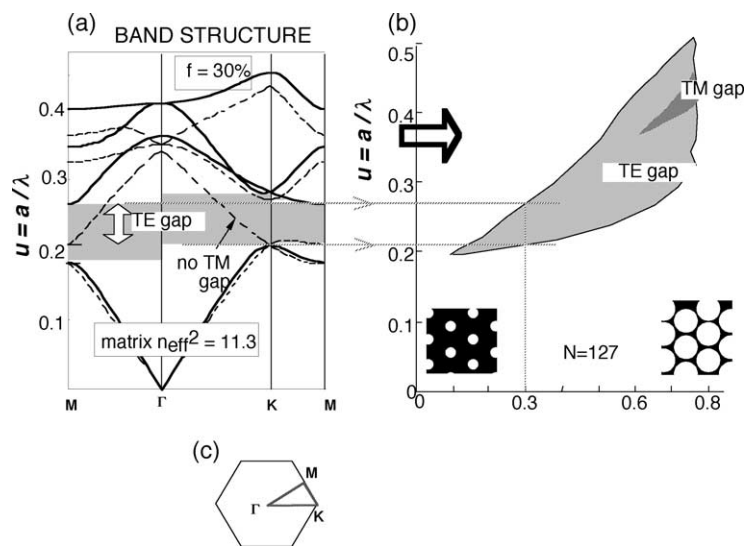 (a)
BAND STRUCTURE
f = 30%
u = a / λ
0.4
0.3
0.2
0.1
TE gap
no TM
gap
matrix n_eff^2 = 11.3
M
Γ
K
M
(b)
u = a / λ
0.5
0.4
0.3
0.2
0.1
0
TM gap
TE gap
N=127
0
0.3
0.6
0.8
(c)
M
Γ
K